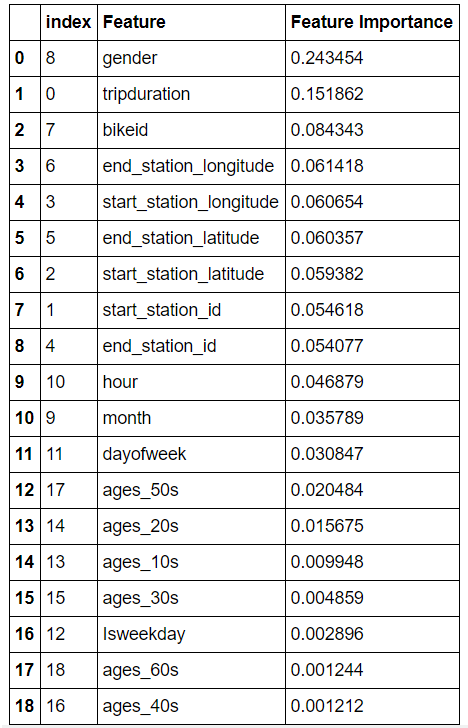 index Feature Feature Importance
0 8 gender 0.243454
1 0 tripduration 0.151862
2 7 bikeid 0.084343
3 6 end_station_longitude 0.061418
4 3 start_station_longitude 0.060654
5 5 end_station_latitude 0.060357
6 2 start_station_latitude 0.059382
7 1 start_station_id 0.054618
8 4 end_station_id 0.054077
9 10 hour 0.046879
10 9 month 0.035789
11 11 dayofweek 0.030847
12 17 ages_50s 0.020484
13 14 ages_20s 0.015675
14 13 ages_10s 0.009948
15 15 ages_30s 0.004859
16 12 Isweekday 0.002896
17 18 ages_60s 0.001244
18 16 ages_40s 0.001212